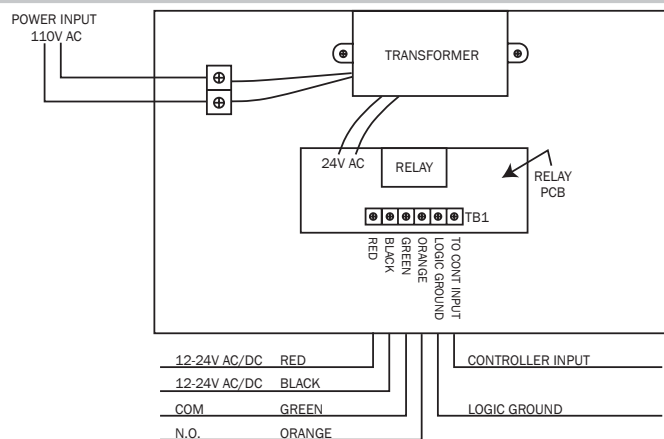 POWER INPUT
110V AC
TRANSFORMER
24V AC
RELAY
RELAY
PCB
TB1
RED
BLACK
GREEN
ORANGE
LOGIC GROUND
TO CONT INPUT
12-24V AC/DC RED
CONTROLLER INPUT
12-24V AC/DC BLACK
COM GREEN
LOGIC GROUND
N.O. ORANGE